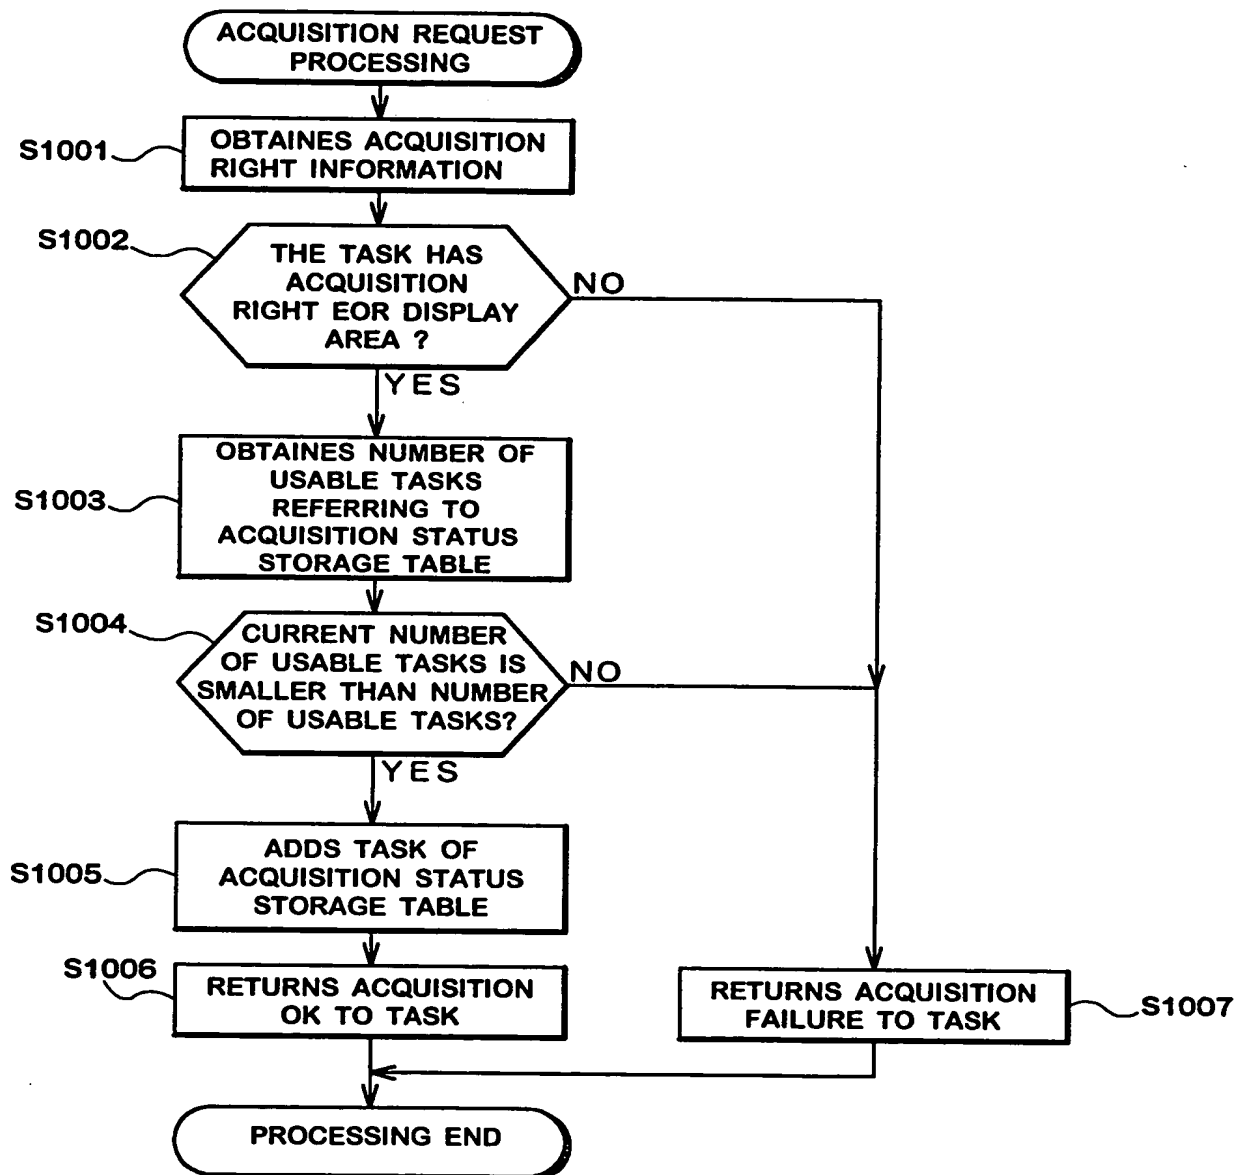 ACQUISITION REQUEST
PROCESSING
S1001
OBTAINES ACQUISITION
RIGHT INFORMATION
S1002
THE TASK HAS
ACQUISITION
RIGHT EOR DISPLAY
AREA ?
NO
YES
S1003
OBTAINES NUMBER OF
USABLE TASKS
REFERRING TO
ACQUISITION STATUS
STORAGE TABLE
S1004
CURRENT NUMBER
OF USABLE TASKS IS
SMALLER THAN NUMBER
OF USABLE TASKS?
NO
YES
S1005
ADDS TASK OF
ACQUISITION STATUS
STORAGE TABLE
S1006
RETURNS ACQUISITION
OK TO TASK
RETURNS ACQUISITION
FAILURE TO TASK
S1007
PROCESSING END